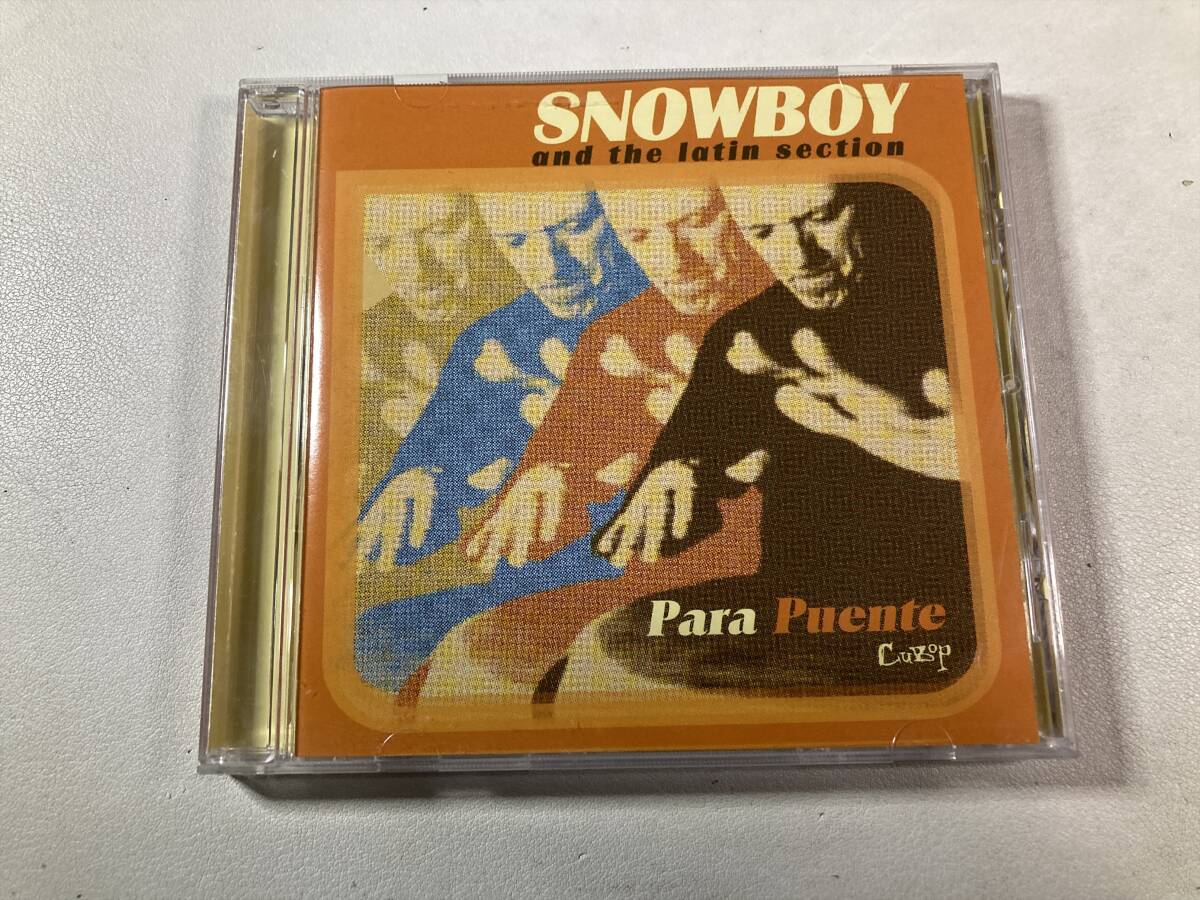 SNOWBOY
and the latin section
Para Puente
CuBop